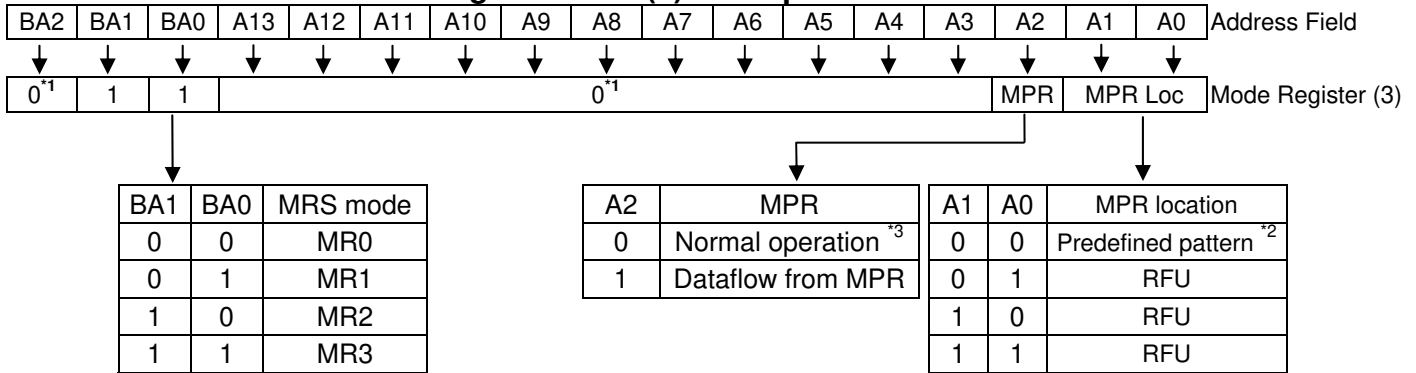 BA2 BA1 BA0 A13 A12 A11 A10 A9 A8 A7 A6 A5 A4 A3 A2 A1 A0 Address Field
0*1 1 1 0*1 MPR MPR Loc Mode Register (3)
BA1 BA0 MRS mode
0 0 MR0
0 1 MR1
1 0 MR2
1 1 MR3
A2 MPR
0 Normal operation *3
1 Dataflow from MPR
A1 A0 MPR location
0 0 Predefined pattern *2
0 1 RFU
1 0 RFU
1 1 RFU